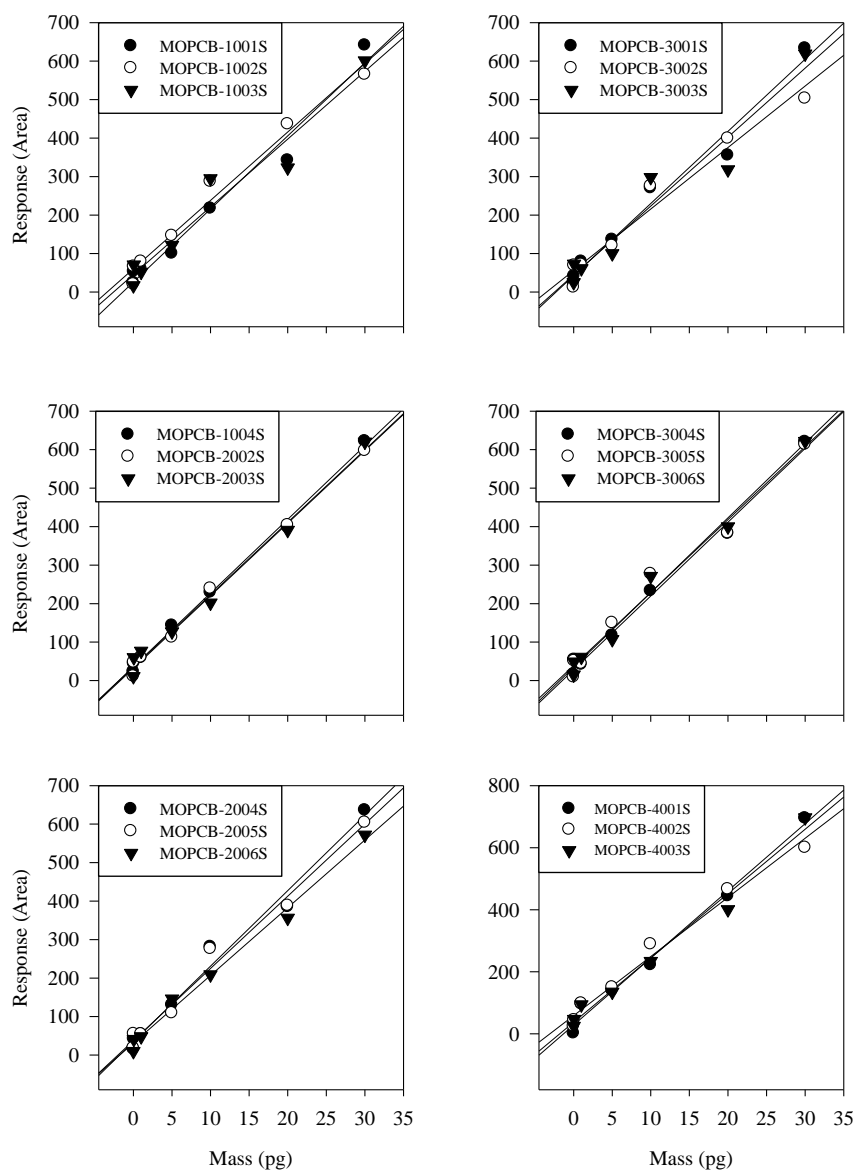 700
600
500
400
300
200
100
0
Response (Area)
MOPCB-1001S
MOPCB-1002S
MOPCB-1003S
700
600
500
400
300
200
100
0
MOPCB-3001S
MOPCB-3002S
MOPCB-3003S
700
600
500
400
300
200
100
0
Response (Area)
MOPCB-1004S
MOPCB-2002S
MOPCB-2003S
700
600
500
400
300
200
100
0
MOPCB-3004S
MOPCB-3005S
MOPCB-3006S
700
600
500
400
300
200
100
0
Response (Area)
MOPCB-2004S
MOPCB-2005S
MOPCB-2006S
0 5 10 15 20 25 30 35
Mass (pg)
800
600
400
200
0
MOPCB-4001S
MOPCB-4002S
MOPCB-4003S
0 5 10 15 20 25 30 35
Mass (pg)